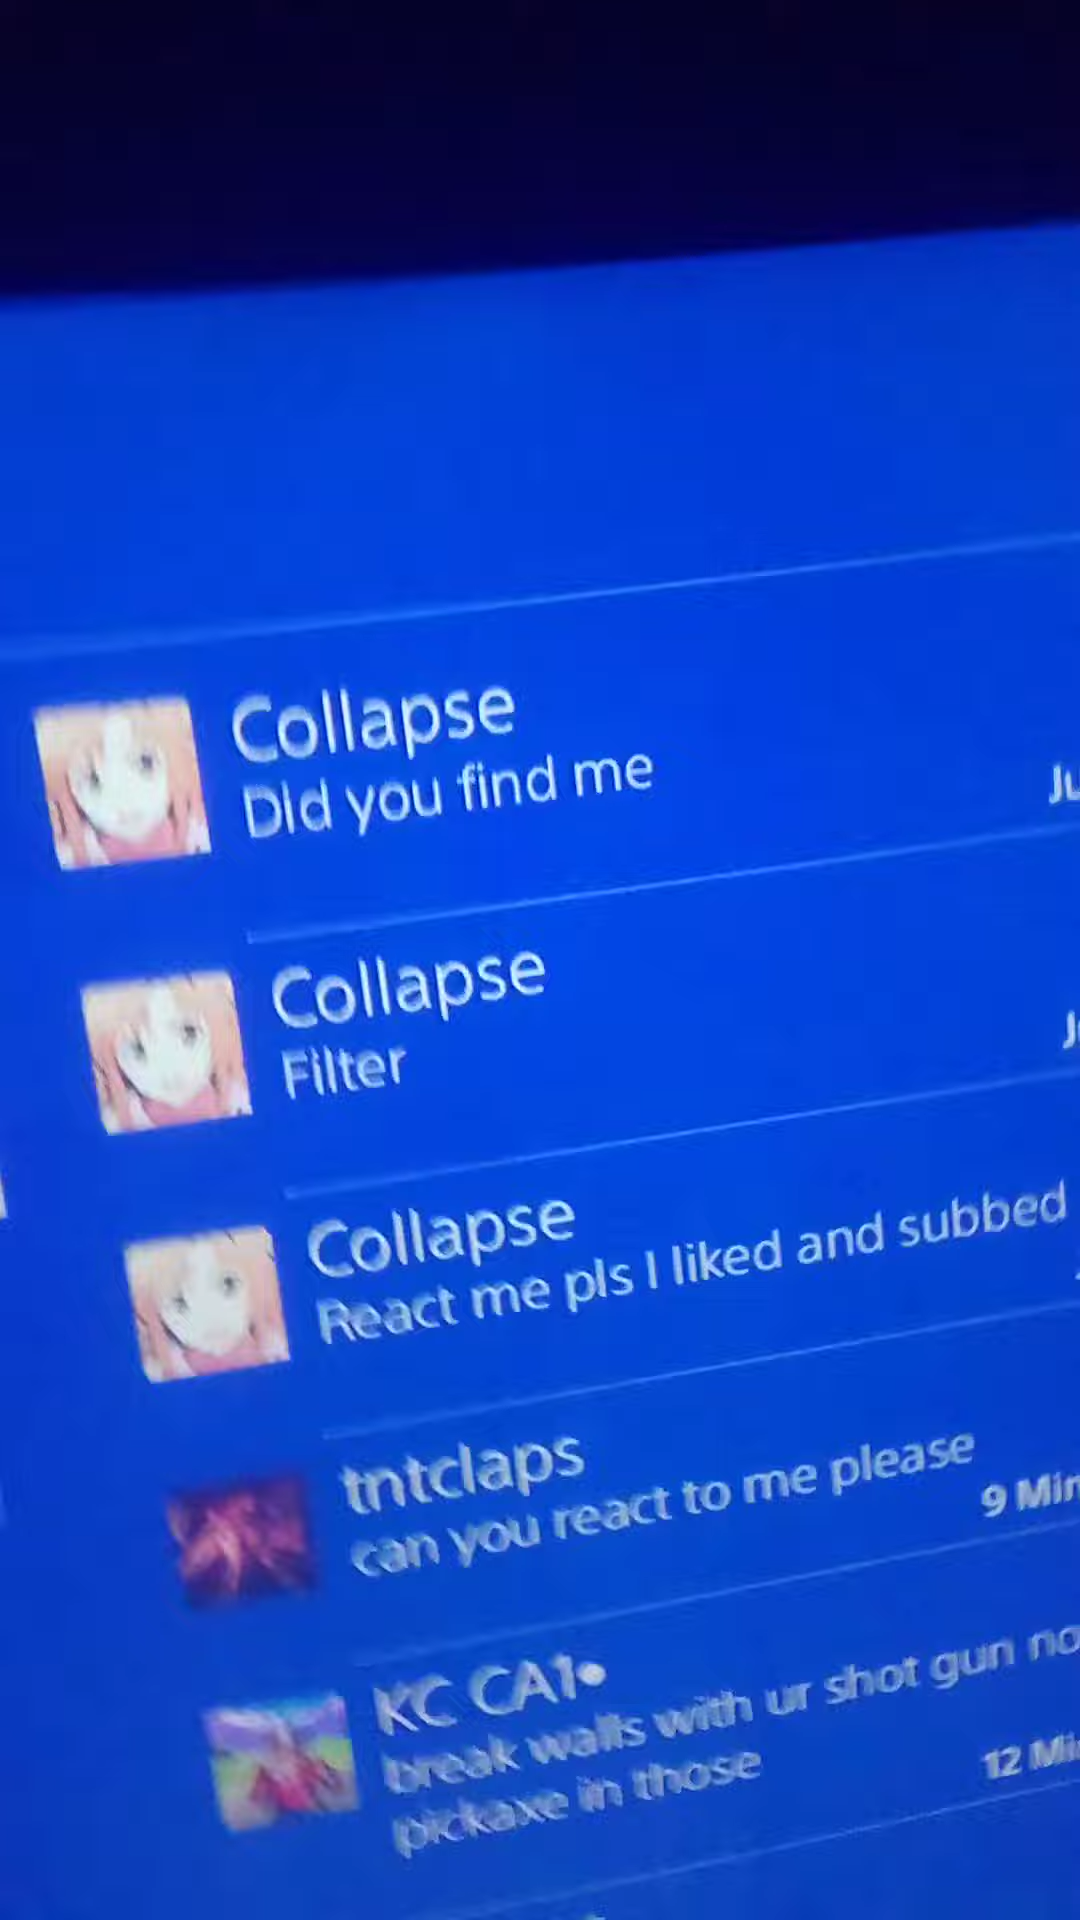 Collapse
Did you find me
Ju
Collapse
Filter
Collapse
React me pls I liked and subbed
tntclaps
can you react to me please
9 Min
KC CA1•
break walls with ur shot gun no
pickaxe in those
12 Mi